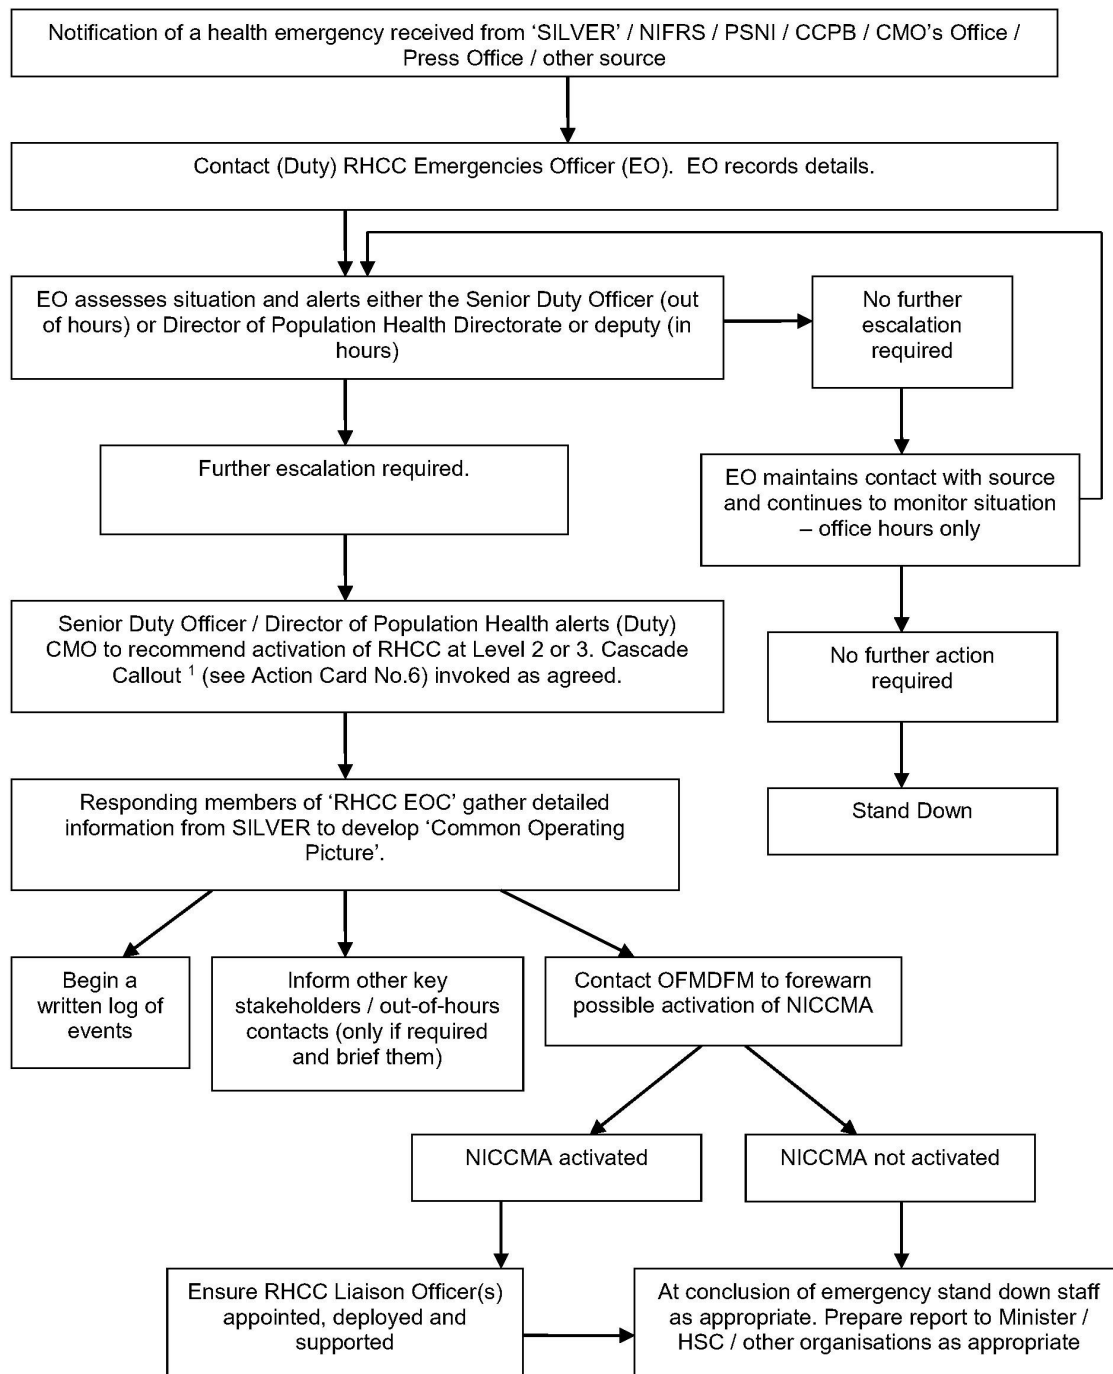 Notification of a health emergency received from ‘SILVER’ / NIFRS / PSNI / CCPB / CMO’s Office /
Press Office / other source
Contact (Duty) RHCC Emergencies Officer (EO).  EO records details.
EO assesses situation and alerts either the Senior Duty Officer (out
of hours) or Director of Population Health Directorate or deputy (in
hours)
No further
escalation
required
Further escalation required.
EO maintains contact with source
and continues to monitor situation
– office hours only
Senior Duty Officer / Director of Population Health alerts (Duty)
CMO to recommend activation of RHCC at Level 2 or 3. Cascade
Callout ¹ (see Action Card No.6) invoked as agreed.
No further action
required
Responding members of ‘RHCC EOC’ gather detailed
information from SILVER to develop ‘Common Operating
Picture’.
Stand Down
Begin a
written log of
events
Inform other key
stakeholders / out-of-hours
contacts (only if required
and brief them)
Contact OFMDFM to forewarn
possible activation of NICCMA
NICCMA activated
NICCMA not activated
Ensure RHCC Liaison Officer(s)
appointed, deployed and
supported
At conclusion of emergency stand down staff
as appropriate. Prepare report to Minister /
HSC / other organisations as appropriate